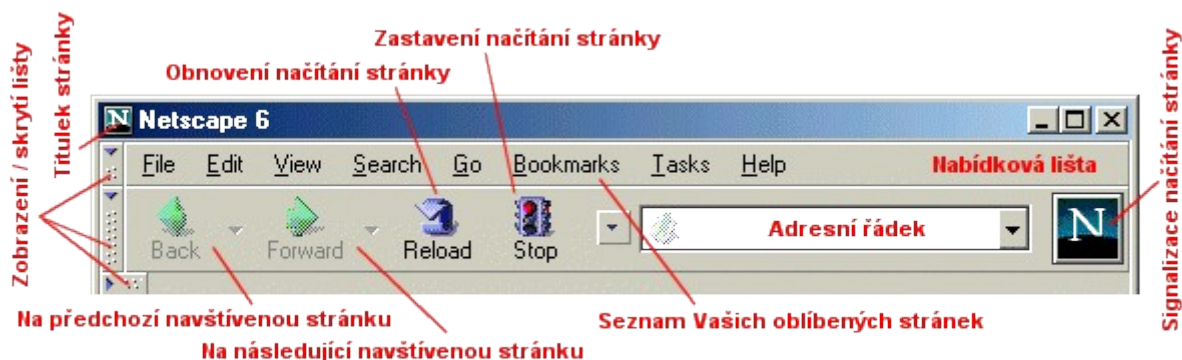 Zastavení načítání stránky
Obnovení načítání stránky
Zobrazení / skrytí lišty
Titulek stránky
N Netscape 6
File Edit View Search Go Bookmarks Tasks Help Nabídková lišta
Back Forward Reload Stop Adresní řádek N
Signalizace načítání stránky
Na předchozí navštívenou stránku
Seznam Vašich oblíbených stránek
Na následující navštívenou stránku